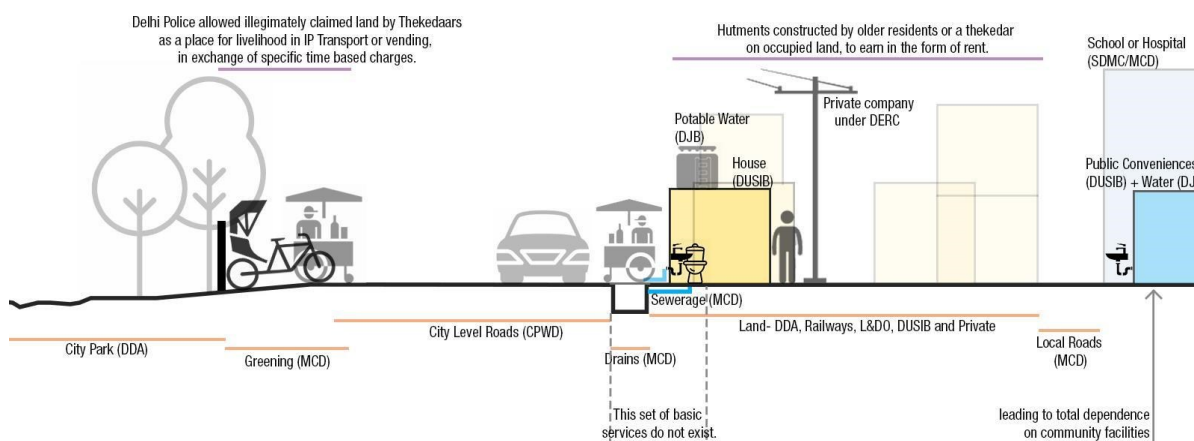 Delhi Police allowed illegimately claimed land by Thekedaars
as a place for livelihood in IP Transport or vending,
in exchange of specific time based charges.
Hutments constructed by older residents or a thekedar
on occupied land, to earn in the form of rent.
School or Hospital
(SDMC/MCD)
Private company
under DERC
Potable Water
(DJB)
House
(DUSIB)
Public Conveniences
(DUSIB) + Water (DJ
Sewerage (MCD)
City Level Roads (CPWD)
Land- DDA, Railways, L&DO, DUSIB and Private
City Park (DDA)
Greening (MCD)
Drains (MCD)
Local Roads
(MCD)
This set of basic
services do not exist.
leading to total dependence
on community facilities